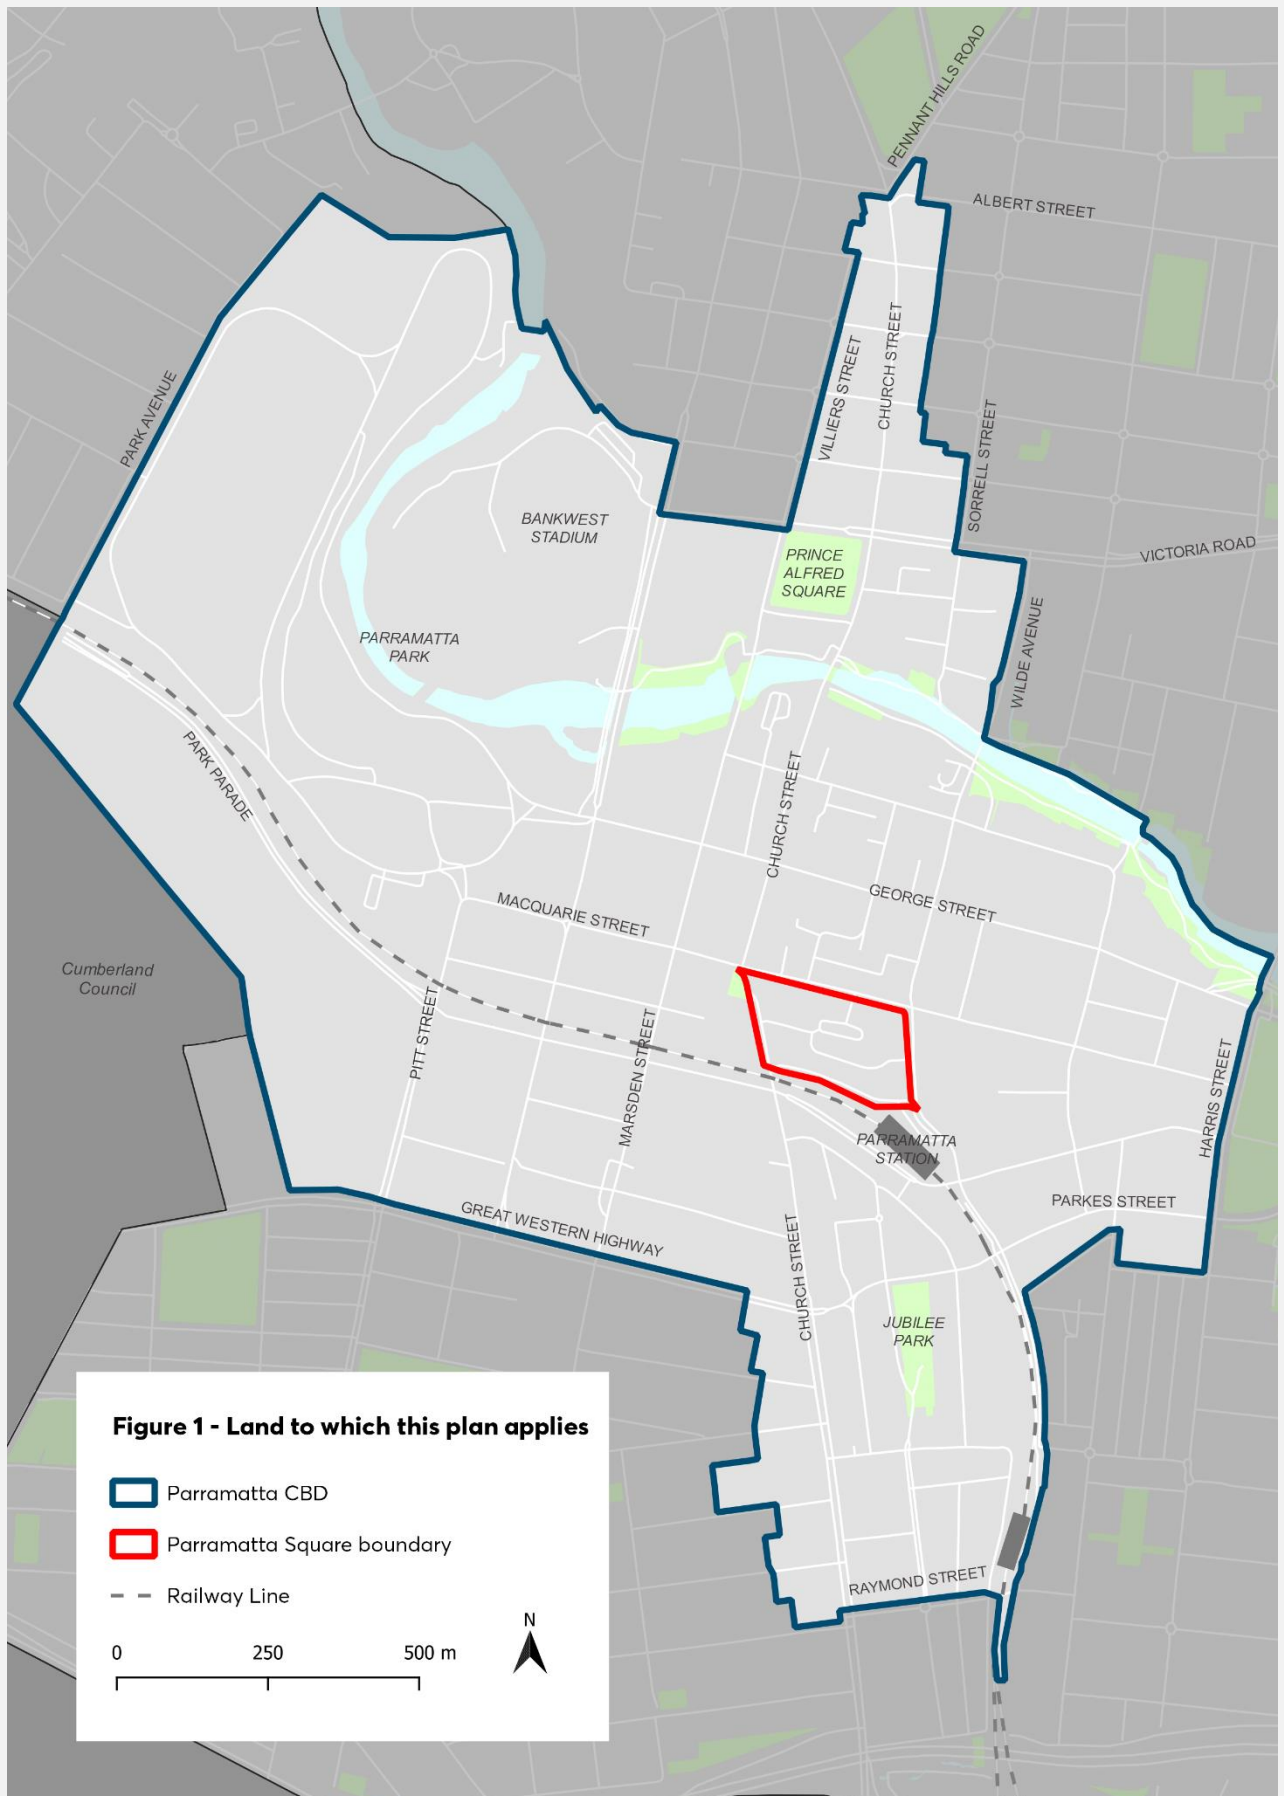 PENNANT HILLS ROAD
ALBERT STREET
CHURCH STREET
VILLIERS STREET
PARK AVENUE
SORRELL STREET
BANKWEST
STADIUM
VICTORIA ROAD
PRINCE
ALFRED
SQUARE
WILDE AVENUE
PARRAMATTA
PARK
PARK PARADE
CHURCH STREET
MACQUARIE STREET
GEORGE STREET
Cumberland
Council
PITT STREET
MARSDEN STREET
HARRIS STREET
PARRAMATTA
STATION
PARKES STREET
GREAT WESTERN HIGHWAY
CHURCH STREET
JUBILEE
PARK
RAYMOND STREET
Figure 1 - Land to which this plan applies
Parramatta CBD
Parramatta Square boundary
Railway Line
0 250 500 m
N